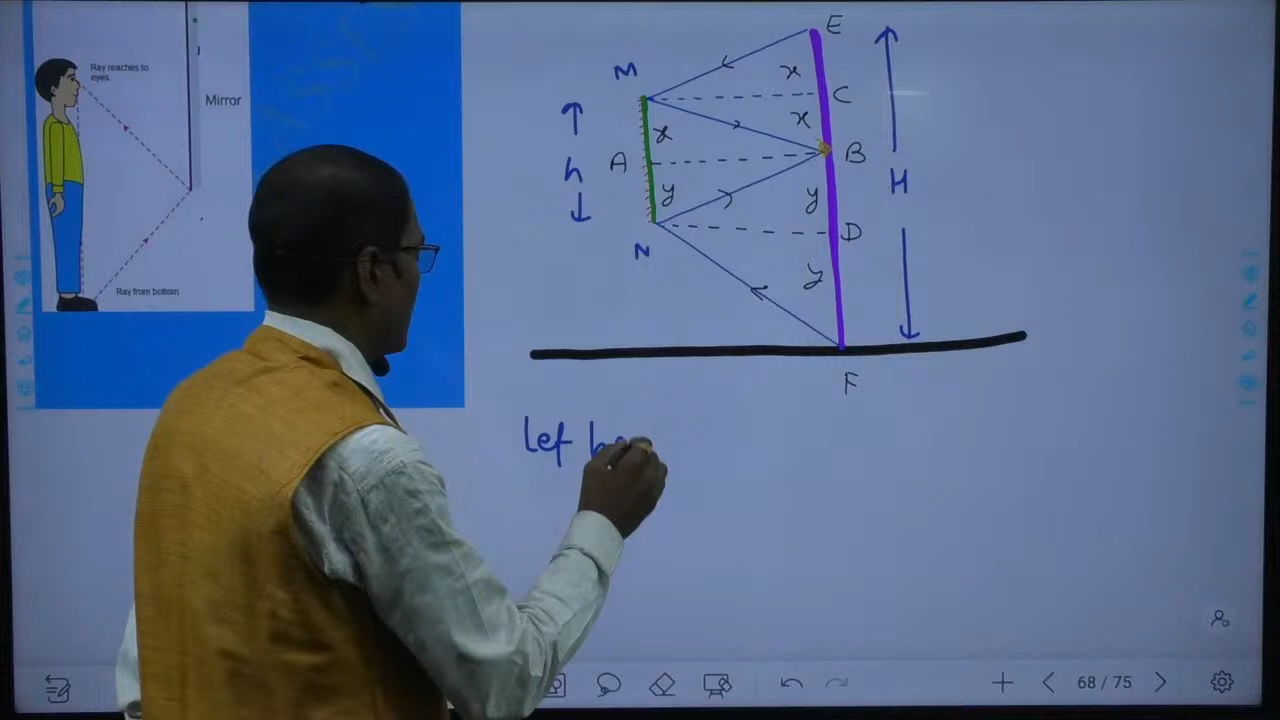 Ray reaches to
eyes
Mirror
Ray from bottom
E
M
x
C
h
x
x
A
B
H
y
y
N
D
y
F
Let
68 / 75